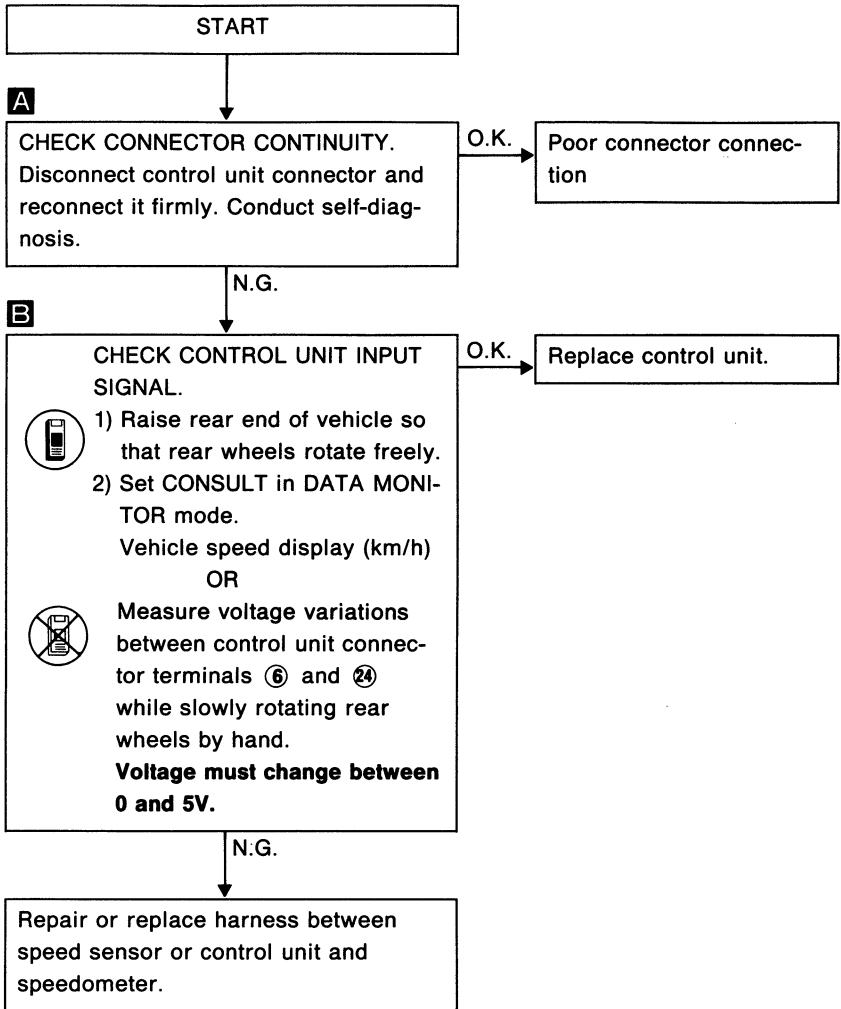 START
A
CHECK CONNECTOR CONTINUITY.
Disconnect control unit connector and
reconnect it firmly. Conduct self-diag-
nosis.
O.K.
Poor connector connec-
tion
N.G.
B
CHECK CONTROL UNIT INPUT
SIGNAL.
1) Raise rear end of vehicle so
that rear wheels rotate freely.
2) Set CONSULT in DATA MONI-
TOR mode.
Vehicle speed display (km/h)
OR
Measure voltage variations
between control unit connec-
tor terminals ⑥ and ㉔
while slowly rotating rear
wheels by hand.
Voltage must change between
0 and 5V.
O.K.
Replace control unit.
N.G.
Repair or replace harness between
speed sensor or control unit and
speedometer.